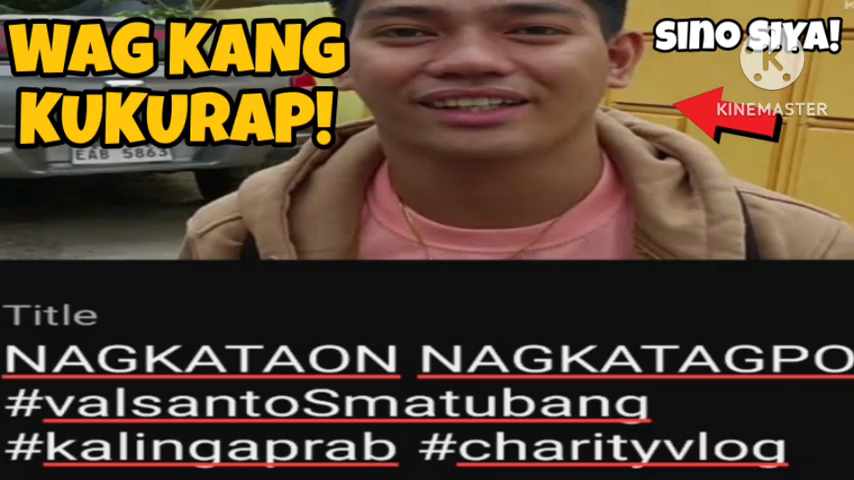 WAG KANG
KUKURAP!
SINO SIYA!
K
KINEMASTER
EAB 5863
Title
NAGKATAON NAGKATAGPO
#valsantoSmatubang
#kalingaprab #charityvlog